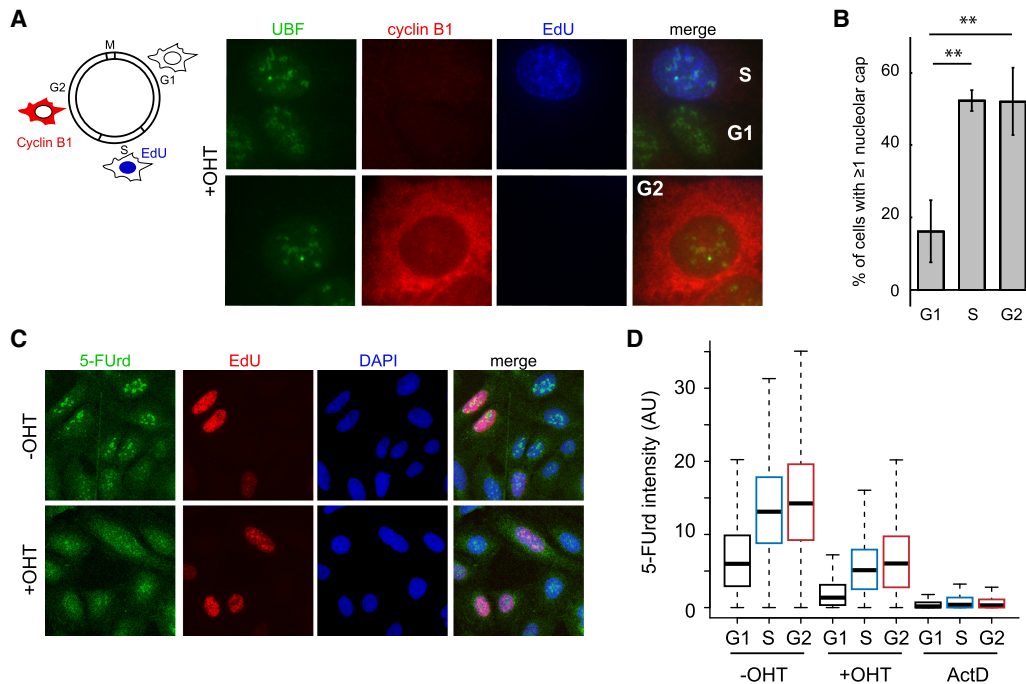 A
M
G1
G2
Cyclin B1
S
EdU
UBF cyclin B1 EdU merge
+OHT
S
G1
G2
B
** 
**
% of cells with ≥1 nucleolar cap
60
40
20
0
G1 S G2
C
5-FUrd EdU DAPI merge
-OHT
+OHT
D
5-FUrd intensity (AU)
30
20
10
0
G1 S G2 G1 S G2 G1 S G2
-OHT +OHT ActD